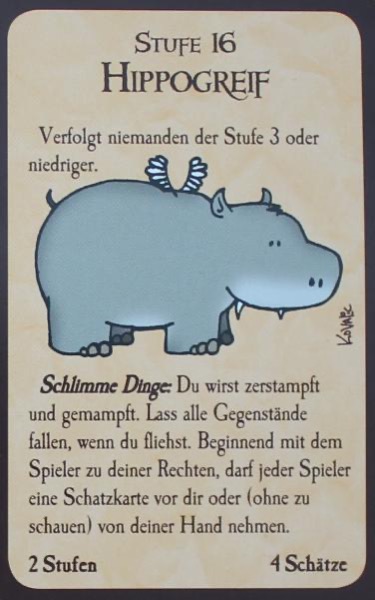 Stufe 16
Hippogreif
Verfolgt niemanden der Stufe 3 oder
niedriger.
Kovalic
Schlimme Dinge: Du wirst zerstampft
und gemampft. Lass alle Gegenstände
fallen, wenn du fliehst. Beginnend mit dem
Spieler zu deiner Rechten, darf jeder Spieler
eine Schatzkarte vor dir oder (ohne zu
schauen) von deiner Hand nehmen.
2 Stufen 4 Schätze